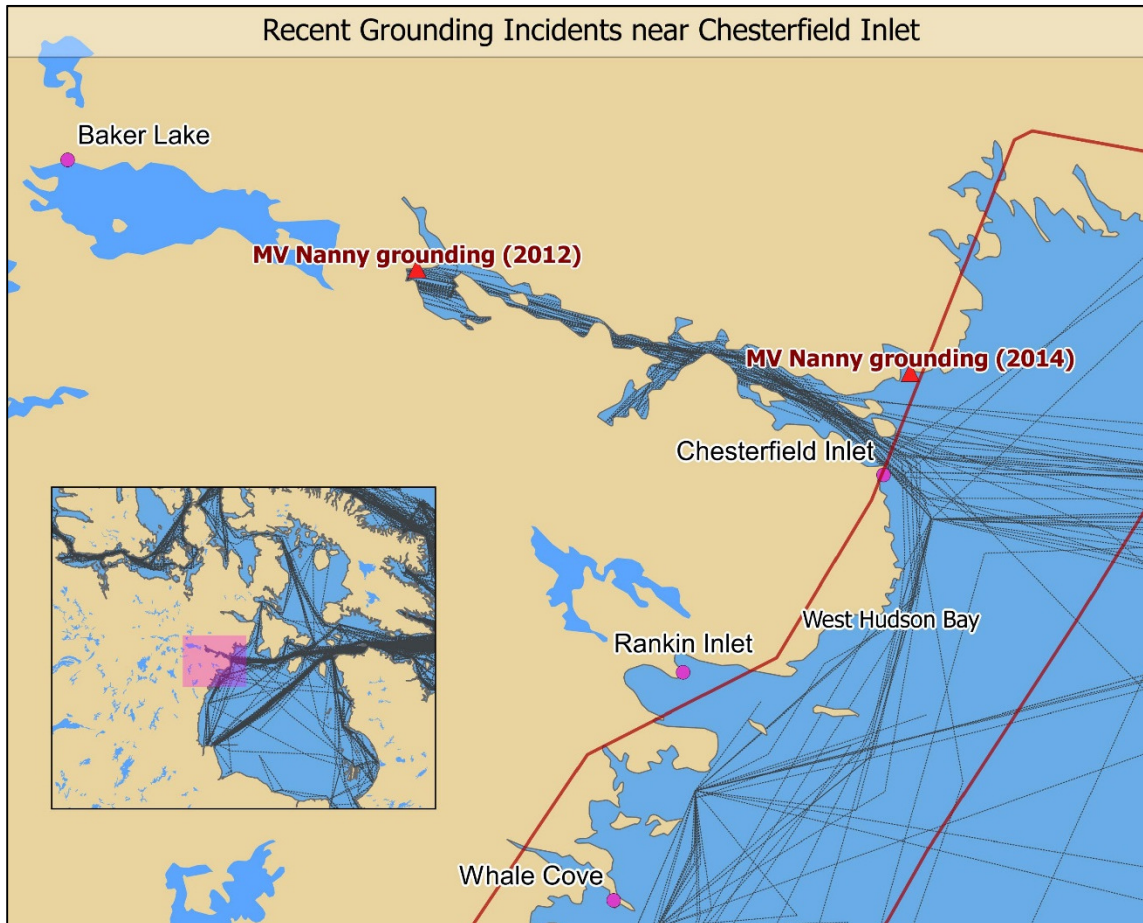 Recent Grounding Incidents near Chesterfield Inlet
Baker Lake
MV Nanny grounding (2012)
MV Nanny grounding (2014)
Chesterfield Inlet
West Hudson Bay
Rankin Inlet
Whale Cove